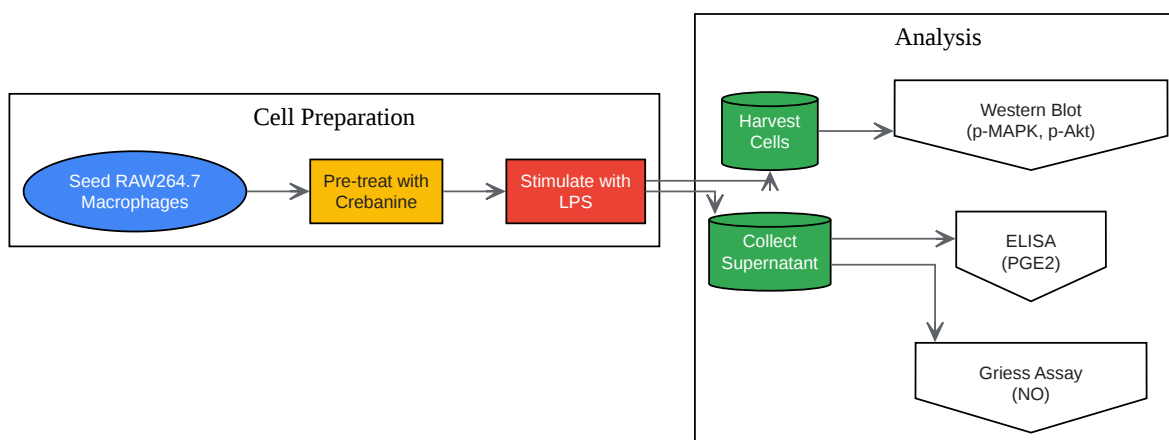 Cell Preparation
Seed RAW264.7
Macrophages
Pre-treat with
Crebanine
Stimulate with
LPS
Analysis
Harvest
Cells
Western Blot
(p-MAPK, p-Akt)
Collect
Supernatant
ELISA
(PGE2)
Griess Assay
(NO)